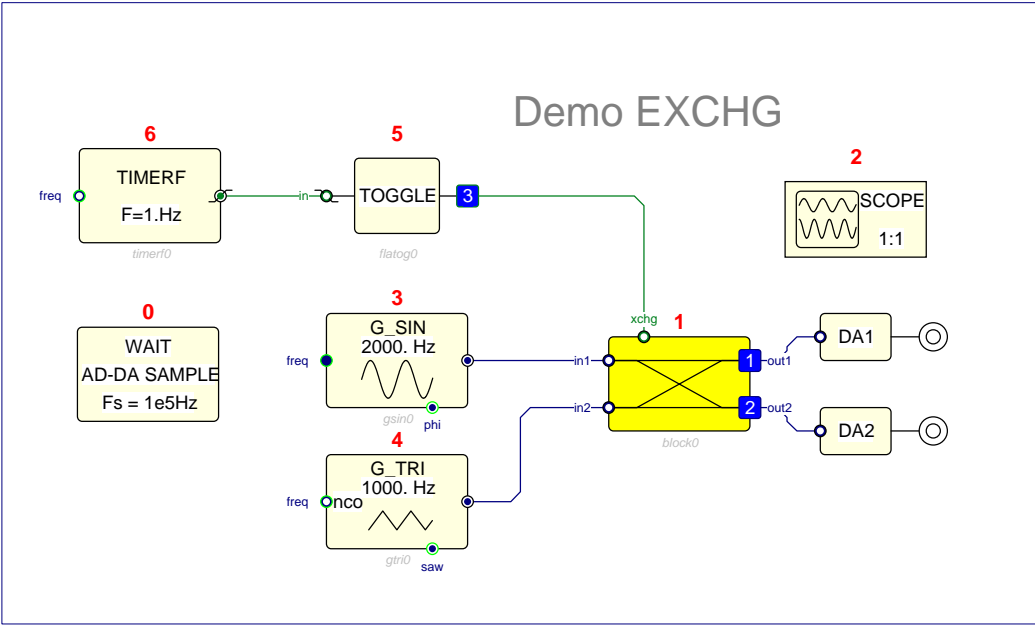 Demo EXCHG
6
5
2
TIMERF
F=1.Hz
freq
timerf0
in
TOGGLE
3
flatog0
SCOPE
1:1
0
WAIT
AD-DA SAMPLE
Fs = 1e5Hz
3
G_SIN
2000. Hz
freq
gsin0
phi
4
G_TRI
1000. Hz
freq
nco
gtri0
saw
xchg
1
in1
in2
1
out1
2
out2
block0
DA1
DA2